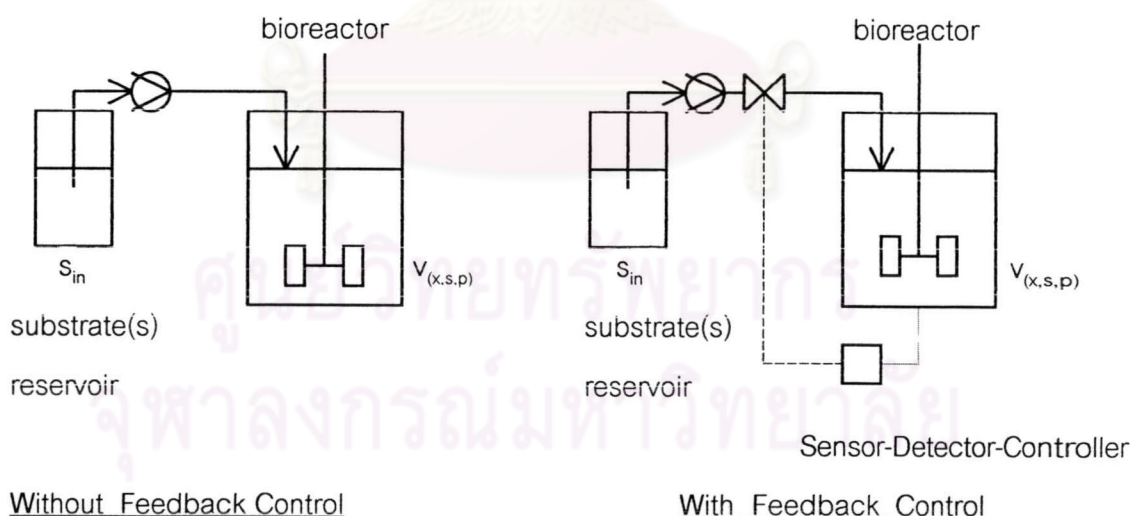 bioreactor
S_in
V_(x,s,p)
substrate(s)
reservoir
Without Feedback Control
bioreactor
S_in
V_(x,s,p)
substrate(s)
reservoir
Sensor-Detector-Controller
With Feedback Control
ศูนย์วิทยทรัพยากร
จุฬาลงกรณ์มหาวิทยาลัย